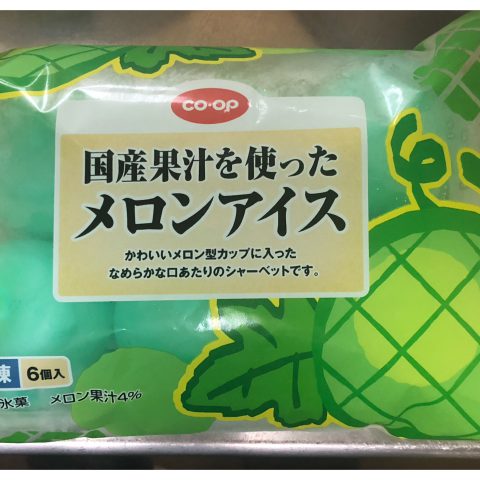 co-op
国産果汁を使った
メロンアイス
かわいいメロン型カップに入った
なめらかな口あたりのシャーベットです。
凍 6個入
氷菓 メロン果汁4%